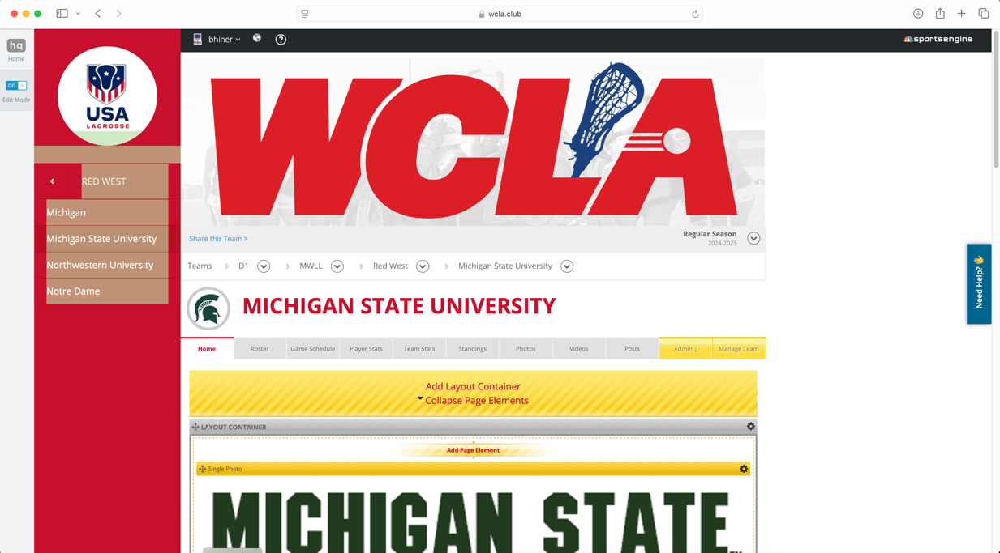 wcla.club
hq
Home
on
Edit Mode
USA
LACROSSE
RED WEST
Michigan
Michigan State University
Northwestern University
Notre Dame
bhiner
?
sportsengine
WCLA
Share this Team >
Regular Season
2024-2025
Teams > D1 > MWLL > Red West > Michigan State University
MICHIGAN STATE UNIVERSITY
Home Roster Game Schedule Player Stats Team Stats Standings Photos Videos Posts Admin ↓ Manage Team
Add Layout Container
Collapse Page Elements
LAYOUT CONTAINER
Add Page Element
Single Photo
MICHIGAN STATE
Need Help?